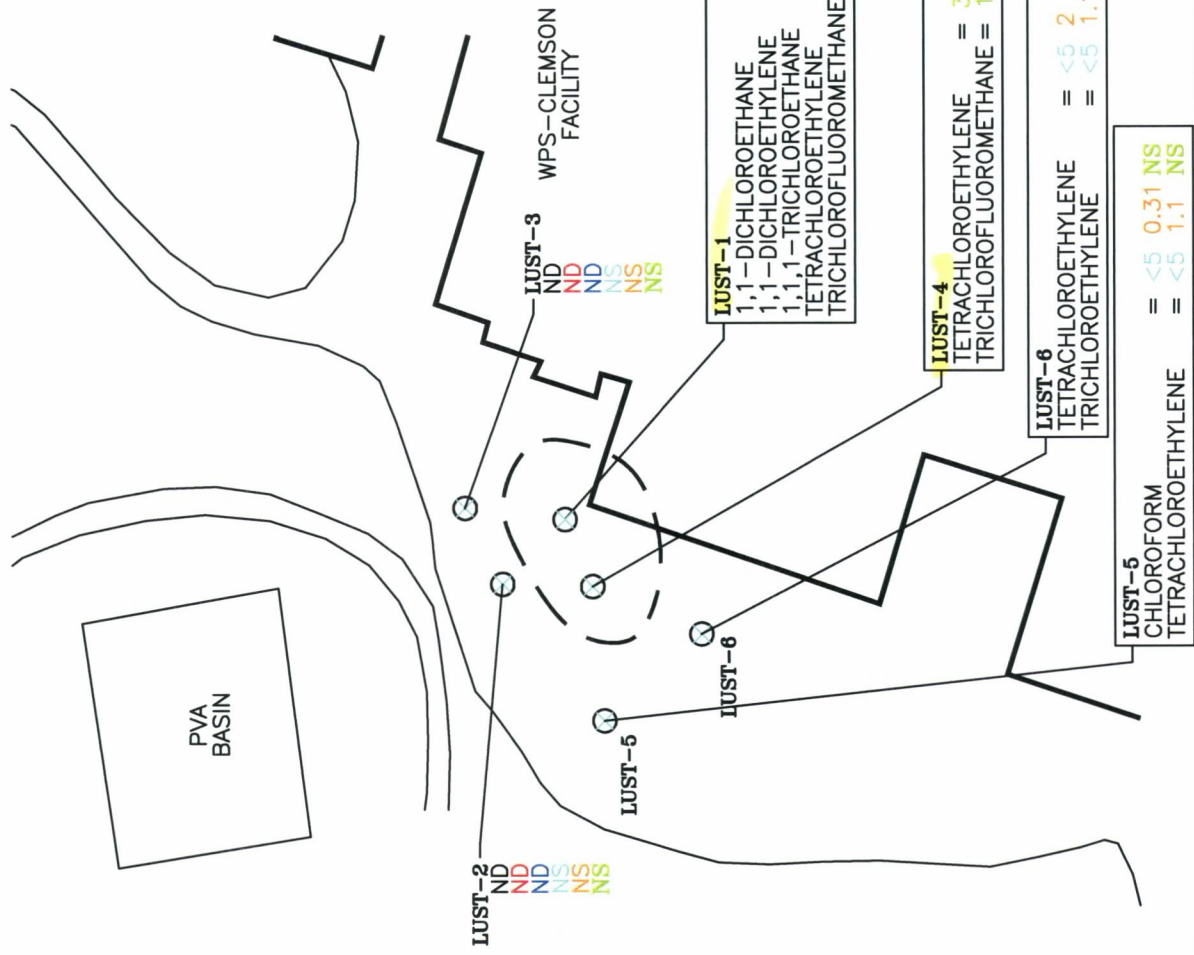 PVA
BASIN
WPS-CLEMSON
FACILITY
LUST-3
ND
ND
ND
NS
NS
NS
LUST-2
ND
ND
ND
NS
NS
NS
LUST-5
LUST-6
LUST-1
1,1-DICHLOROETHANE
1,1-DICHLOROETHYLENE
1,1,1-TRICHLOROETHANE
TETRACHLOROETHYLENE
TRICHLOROFLUOROMETHANE
LUST-4
TETRACHLOROETHYLENE =
TRICHLOROFLUOROMETHANE =
LUST-6
TETRACHLOROETHYLENE = <5 2
TRICHLOROETHYLENE = <5
LUST-5
CHLOROFORM = <5 0.31 NS
TETRACHLOROETHYLENE = <5 1.1 NS